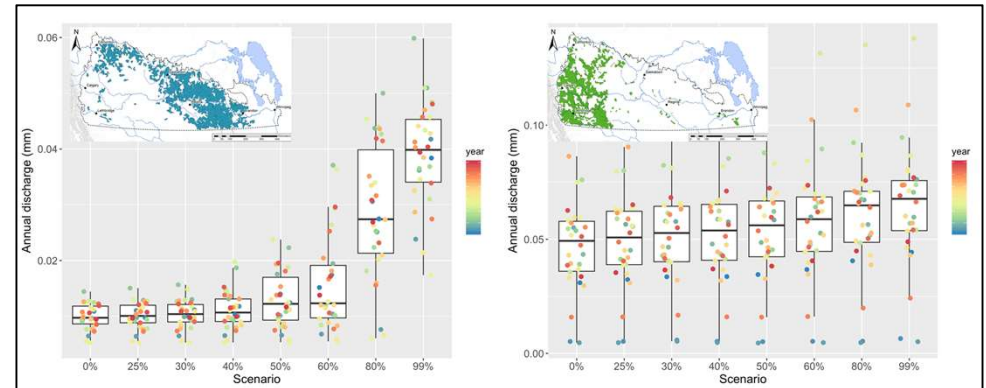 0.06
0.04
0.02
Annual discharge (mm)
N
Calgary
year
0%
25%
30%
40%
50%
60%
80%
99%
Scenario
0.10
0.05
0.00
Annual discharge (mm)
N
year
0%
25%
30%
40%
50%
60%
80%
99%
Scenario